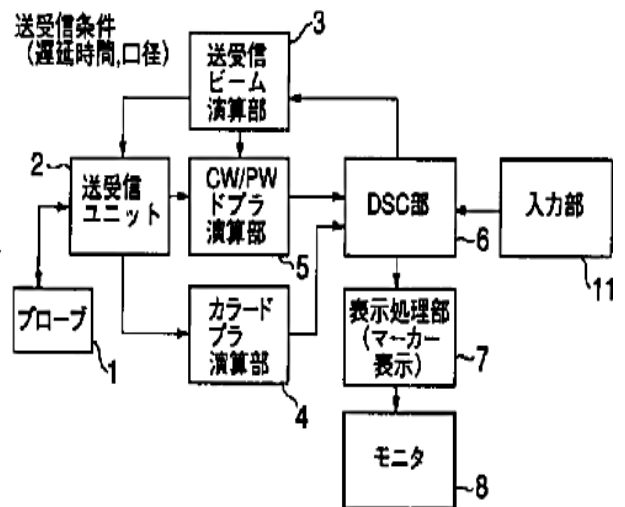 送受信条件
(遅延時間,口径)
3
送受信
ビーム
演算部
2
送受信
ユニット
CW/PW
ドプラ
演算部
5
DSC部
6
入力部
11
プローブ
1
カラード
プラ
演算部
4
表示処理部
(マーカー
表示)
7
モニタ
8